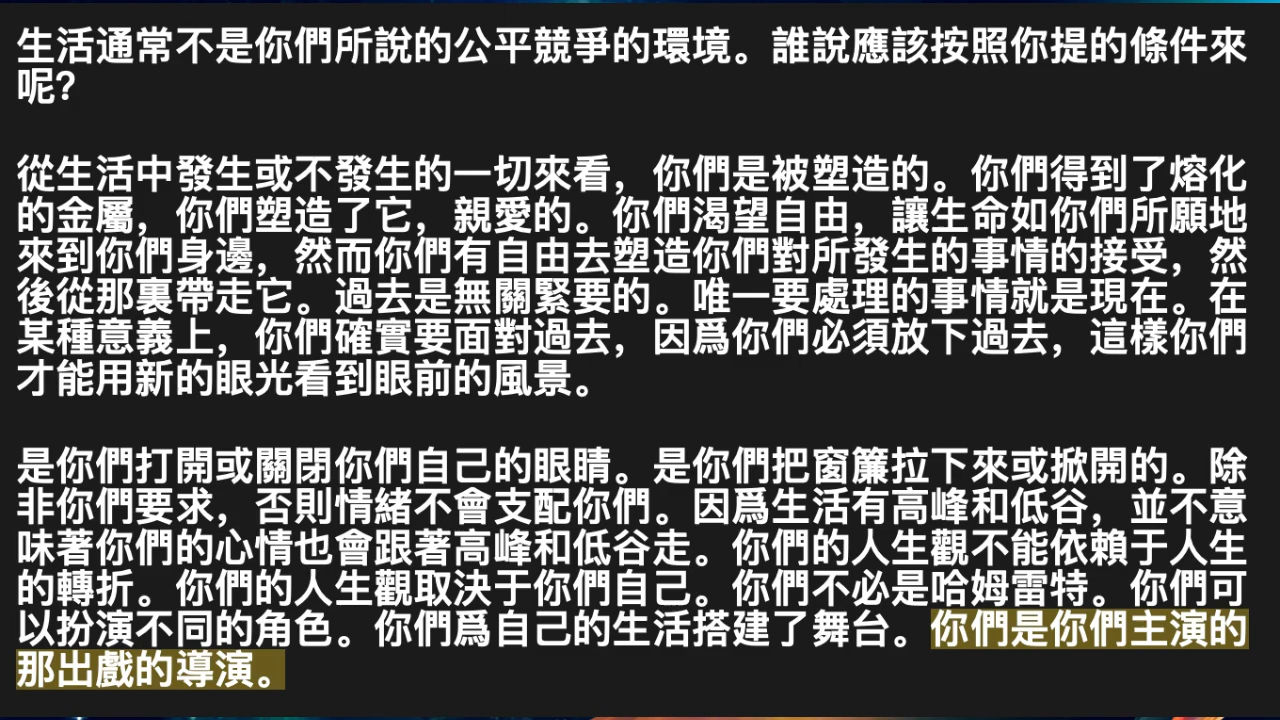 生活通常不是你們所說的公平競爭的環境。誰說應該按照你提的條件來
呢？
從生活中發生或不發生的一切來看，你們是被塑造的。你們得到了熔化
的金屬，你們塑造了它，親愛的。你們渴望自由，讓生命如你們所願地
來到你們身邊，然而你們有自由去塑造你們對所發生的事情的接受，然
後從那裏帶走它。過去是無關緊要的。唯一要處理的事情就是現在。在
某種意義上，你們確實要面對過去，因爲你們必須放下過去，這樣你們
才能用新的眼光看到眼前的風景。
是你們打開或關閉你們自己的眼睛。是你們把窗簾拉下來或掀開的。除
非你們要求，否則情緒不會支配你們。因爲生活有高峰和低谷，並不意
味著你們的心情也會跟著高峰和低谷走。你們的人生觀不能依賴于人生
的轉折。你們的人生觀取決于你們自己。你們不必是哈姆雷特。你們可
以扮演不同的角色。你們爲自己的生活搭建了舞台。你們是你們主演的
那出戲的導演。